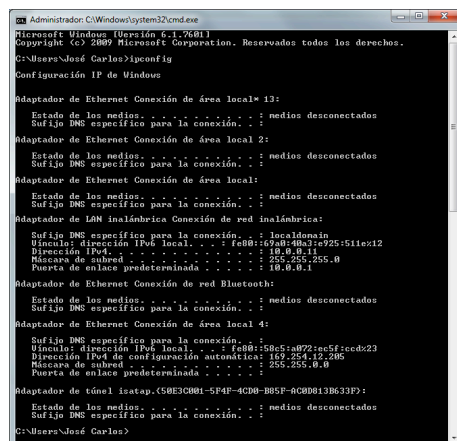 Administrador: C:\Windows\system32\cmd.exe
Microsoft Windows [Versión 6.1.7601]
Copyright (c) 2009 Microsoft Corporation. Reservados todos los derechos.
C:\Users\José Carlos>ipconfig
Configuración IP de Windows
Adaptador de Ethernet Conexión de área local* 13:
Estado de los medios. . . . . . . . . . . : medios desconectados
Sufijo DNS específico para la conexión. . :
Adaptador de Ethernet Conexión de área local 2:
Estado de los medios. . . . . . . . . . . : medios desconectados
Sufijo DNS específico para la conexión. . :
Adaptador de Ethernet Conexión de área local:
Estado de los medios. . . . . . . . . . . : medios desconectados
Sufijo DNS específico para la conexión. . :
Adaptador de LAN inalámbrica Conexión de red inalámbrica:
Sufijo DNS específico para la conexión. . : localdomain
Vínculo: dirección IPv6 local. . . : fe80::69a0:40a3:e925:511e%12
Dirección IPv4. . . . . . . . . . . . . . : 10.0.0.11
Máscara de subred . . . . . . . . . . . . : 255.255.255.0
Puerta de enlace predeterminada . . . . . : 10.0.0.1
Adaptador de Ethernet Conexión de red Bluetooth:
Estado de los medios. . . . . . . . . . . : medios desconectados
Sufijo DNS específico para la conexión. . :
Adaptador de Ethernet Conexión de área local 4:
Sufijo DNS específico para la conexión. . :
Vínculo: dirección IPv6 local. . . : fe80::58c5:a072:ec5f:ccdx%23
Dirección IPv4 de configuración automática: 169.254.12.205
Máscara de subred . . . . . . . . . . . . : 255.255.0.0
Puerta de enlace predeterminada . . . . . :
Adaptador de túnel isatap.{50E3C001-5F4F-4CD0-B85F-AC0D813B633F}:
Estado de los medios. . . . . . . . . . . : medios desconectados
Sufijo DNS específico para la conexión. . :
C:\Users\José Carlos>